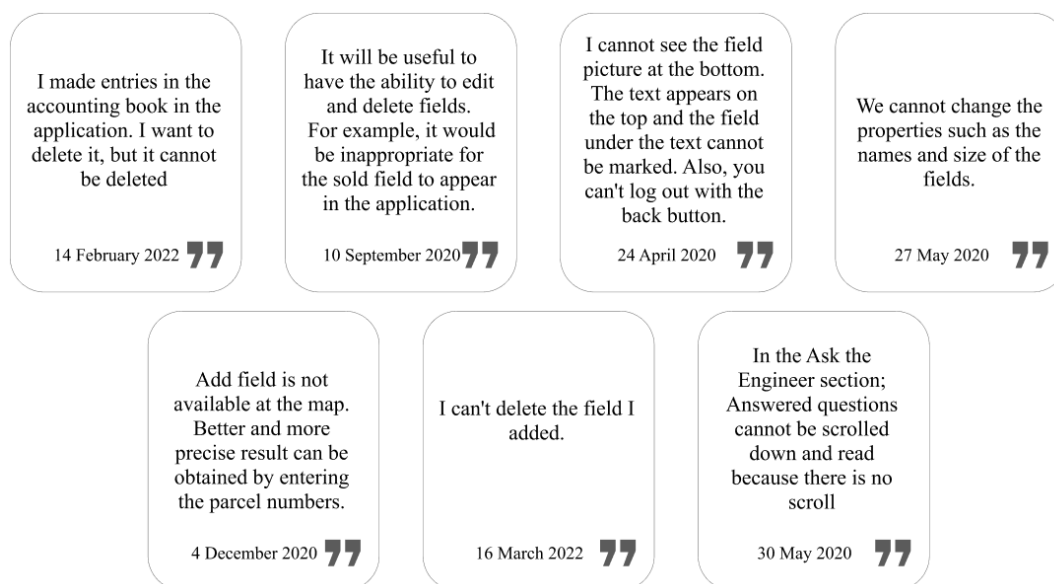 I made entries in the
accounting book in the
application. I want to
delete it, but it cannot
be deleted
14 February 2022
It will be useful to
have the ability to edit
and delete fields.
For example, it would
be inappropriate for
the sold field to appear
in the application.
10 September 2020
I cannot see the field
picture at the bottom.
The text appears on
the top and the field
under the text cannot
be marked. Also, you
can't log out with the
back button.
24 April 2020
We cannot change the
properties such as the
names and size of the
fields.
27 May 2020
Add field is not
available at the map.
Better and more
precise result can be
obtained by entering
the parcel numbers.
4 December 2020
I can't delete the field I
added.
16 March 2022
In the Ask the
Engineer section;
Answered questions
cannot be scrolled
down and read
because there is no
scroll
30 May 2020